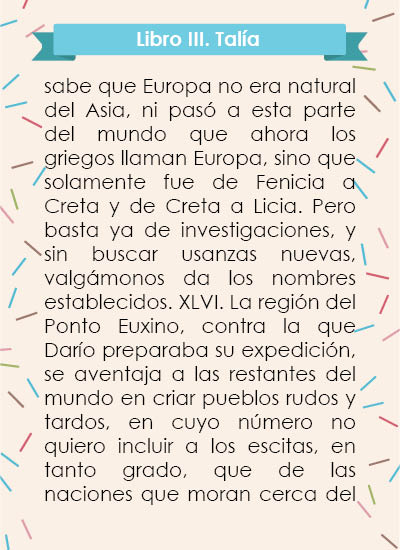 Libro III. Talía
sabe que Europa no era natural
del Asia, ni pasó a esta parte
del mundo que ahora los
griegos llaman Europa, sino que
solamente fue de Fenicia a
Creta y de Creta a Licia. Pero
basta ya de investigaciones, y
sin buscar usanzas nuevas,
valgámonos da los nombres
establecidos. XLVI. La región del
Ponto Euxino, contra la que
Darío preparaba su expedición,
se aventaja a las restantes del
mundo en criar pueblos rudos y
tardos, en cuyo número no
quiero incluir a los escitas, en
tanto grado, que de las
naciones que moran cerca del